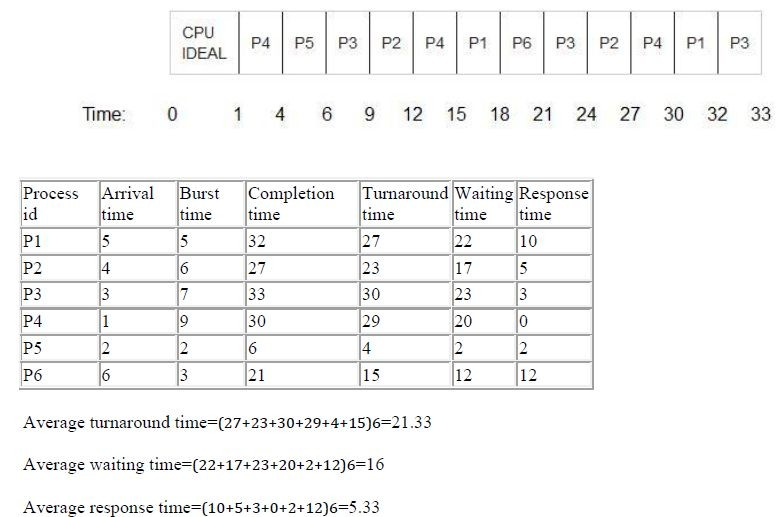 CPU IDEAL P4 P5 P3 P2 P4 P1 P6 P3 P2 P4 P1 P3
Time: 0 1 4 6 9 12 15 18 21 24 27 30 32 33
Process id Arrival time Burst time Completion time Turnaround time Waiting time Response time
P1 5 5 32 27 22 10
P2 4 6 27 23 17 5
P3 3 7 33 30 23 3
P4 1 9 30 29 20 0
P5 2 2 6 4 2 2
P6 6 3 21 15 12 12
Average turnaround time=(27+23+30+29+4+15)6=21.33
Average waiting time=(22+17+23+20+2+12)6=16
Average response time=(10+5+3+0+2+12)6=5.33